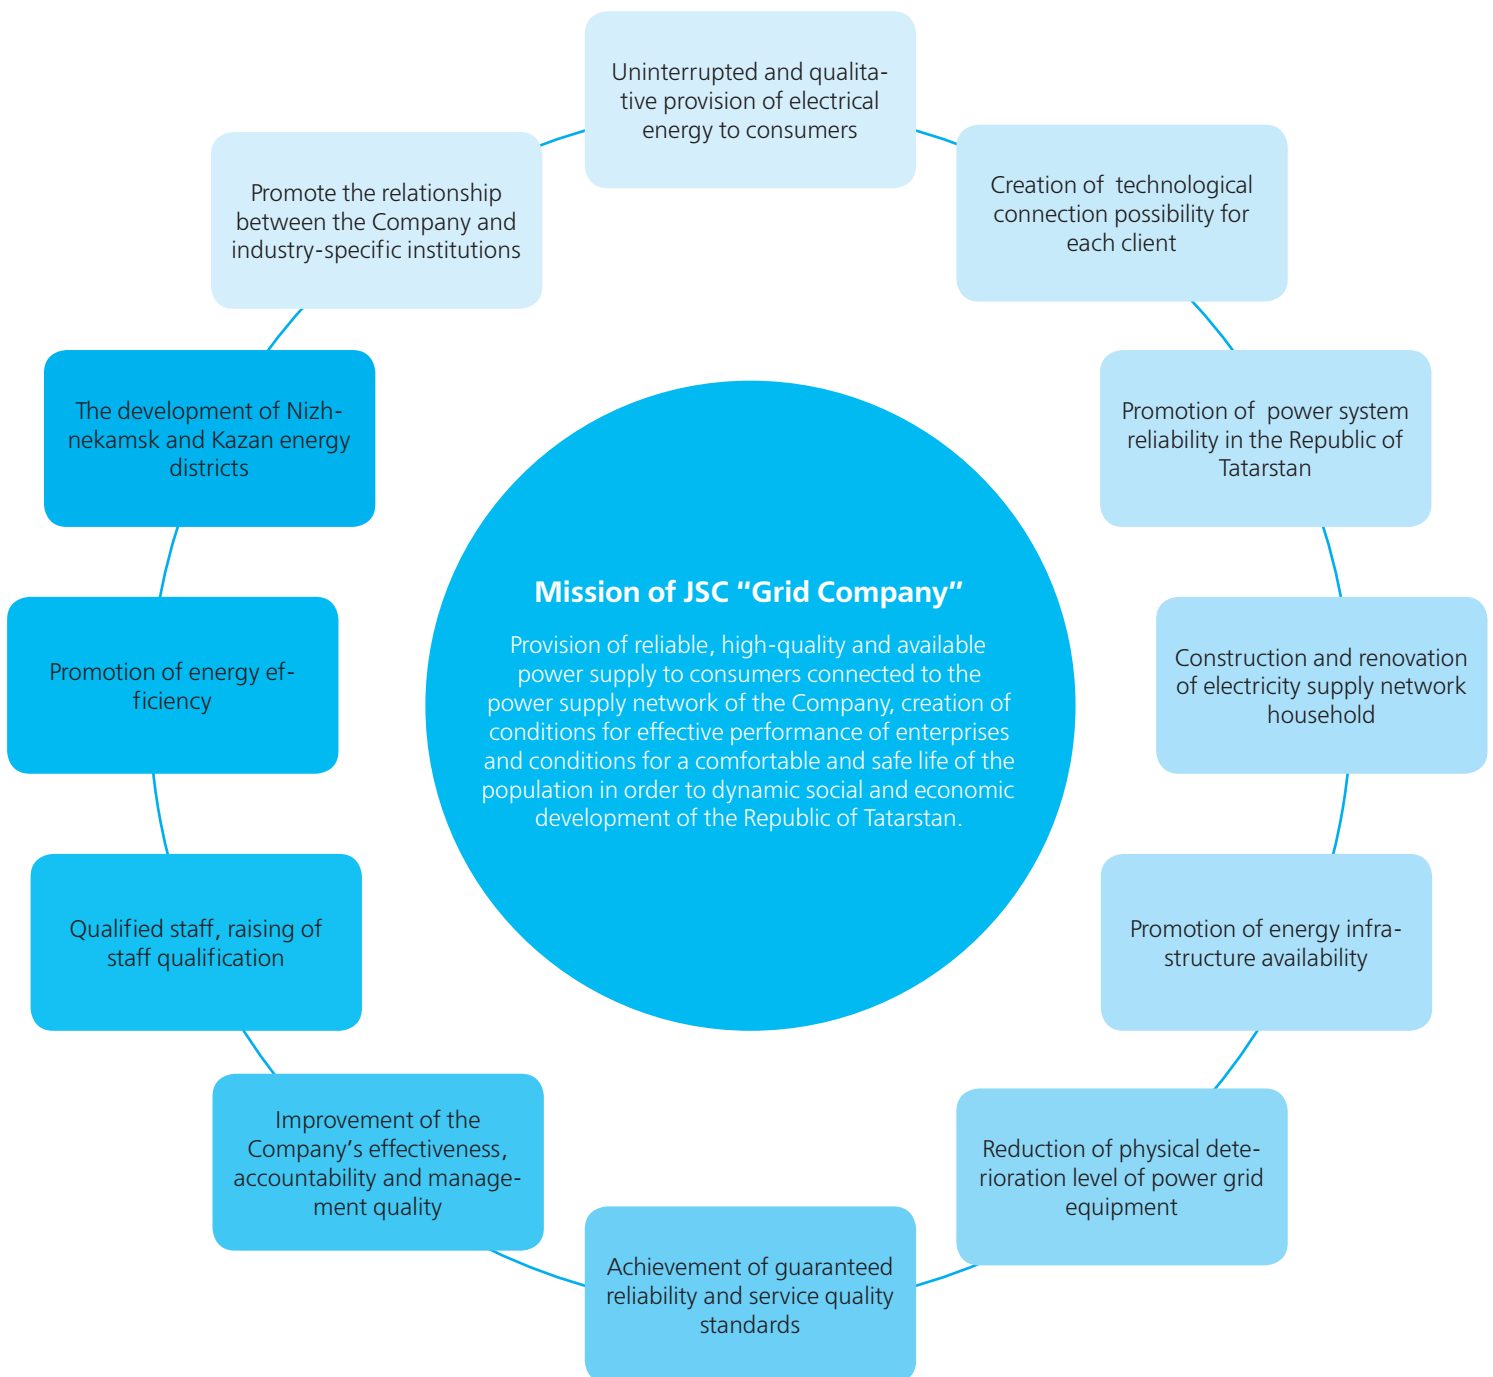 Uninterrupted and qualita-
tive provision of electrical
energy to consumers
Creation of  technological
connection possibility for
each client
Promotion of  power system
reliability in the Republic of
Tatarstan
Construction and renovation
of electricity supply network
household
Promotion of energy infra-
structure availability
Reduction of physical dete-
rioration level of power grid
equipment
Achievement of guaranteed
reliability and service quality
standards
Improvement of the
Company’s effectiveness,
accountability and manage-
ment quality
Qualified staff, raising of
staff qualification
Promotion of energy ef-
ficiency
The development of Nizh-
nekamsk and Kazan energy
districts
Promote the relationship
between the Company and
industry-specific institutions
Mission of JSC “Grid Company”
Provision of reliable, high-quality and available
power supply to consumers connected to the
power supply network of the Company, creation of
conditions for effective performance of enterprises
and conditions for a comfortable and safe life of the
population in order to dynamic social and economic
development of the Republic of Tatarstan.